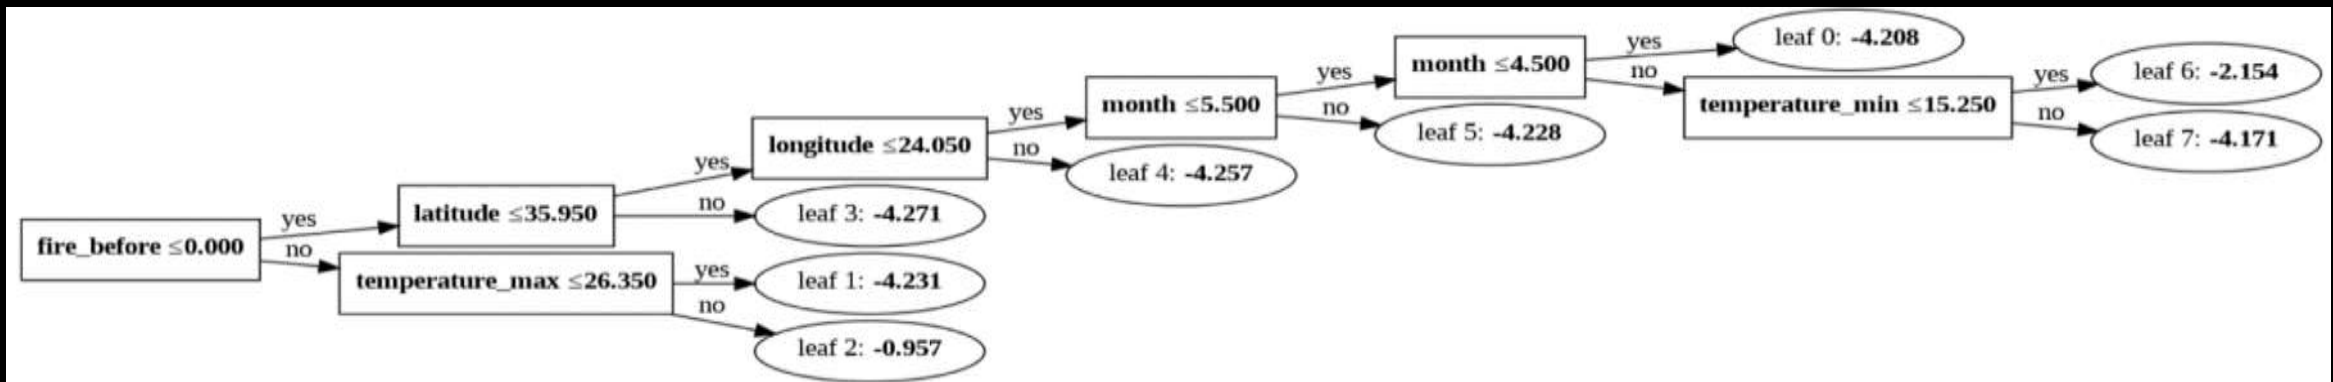 fire_before ≤0.000
yes
no
latitude ≤35.950
yes
no
temperature_max ≤26.350
yes
no
longitude ≤24.050
yes
no
leaf 3: -4.271
leaf 1: -4.231
leaf 2: -0.957
month ≤5.500
yes
no
leaf 4: -4.257
month ≤4.500
yes
no
leaf 5: -4.228
leaf 0: -4.208
temperature_min ≤15.250
yes
no
leaf 6: -2.154
leaf 7: -4.171